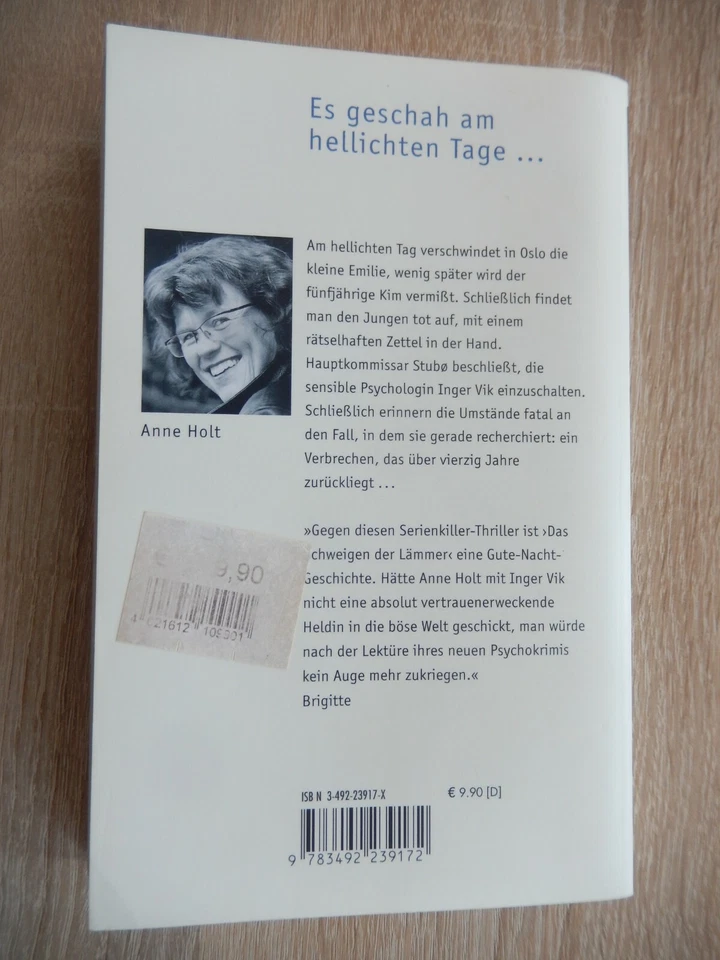 Es geschah am
hellichten Tage ...
Am hellichten Tag verschwindet in Oslo die
kleine Emilie, wenig später wird der
fünfjährige Kim vermißt. Schließlich findet
man den Jungen tot auf, mit einem
rätselhaften Zettel in der Hand.
Hauptkommissar Stubø beschließt, die
sensible Psychologin Inger Vik einzuschalten.
Schließlich erinnern die Umstände fatal an
den Fall, in dem sie gerade recherchiert: ein
Verbrechen, das über vierzig Jahre
zurückliegt ...
Anne Holt
»Gegen diesen Serienkiller-Thriller ist ›Das
chweigen der Lämmer‹ eine Gute-Nacht-
Geschichte. Hätte Anne Holt mit Inger Vik
nicht eine absolut vertrauenerweckende
Heldin in die böse Welt geschickt, man würde
nach der Lektüre ihres neuen Psychokrimis
kein Auge mehr zukriegen.«
Brigitte
9,90
ISBN 3-492-23917-X
€ 9.90 [D]
9 783492 239172